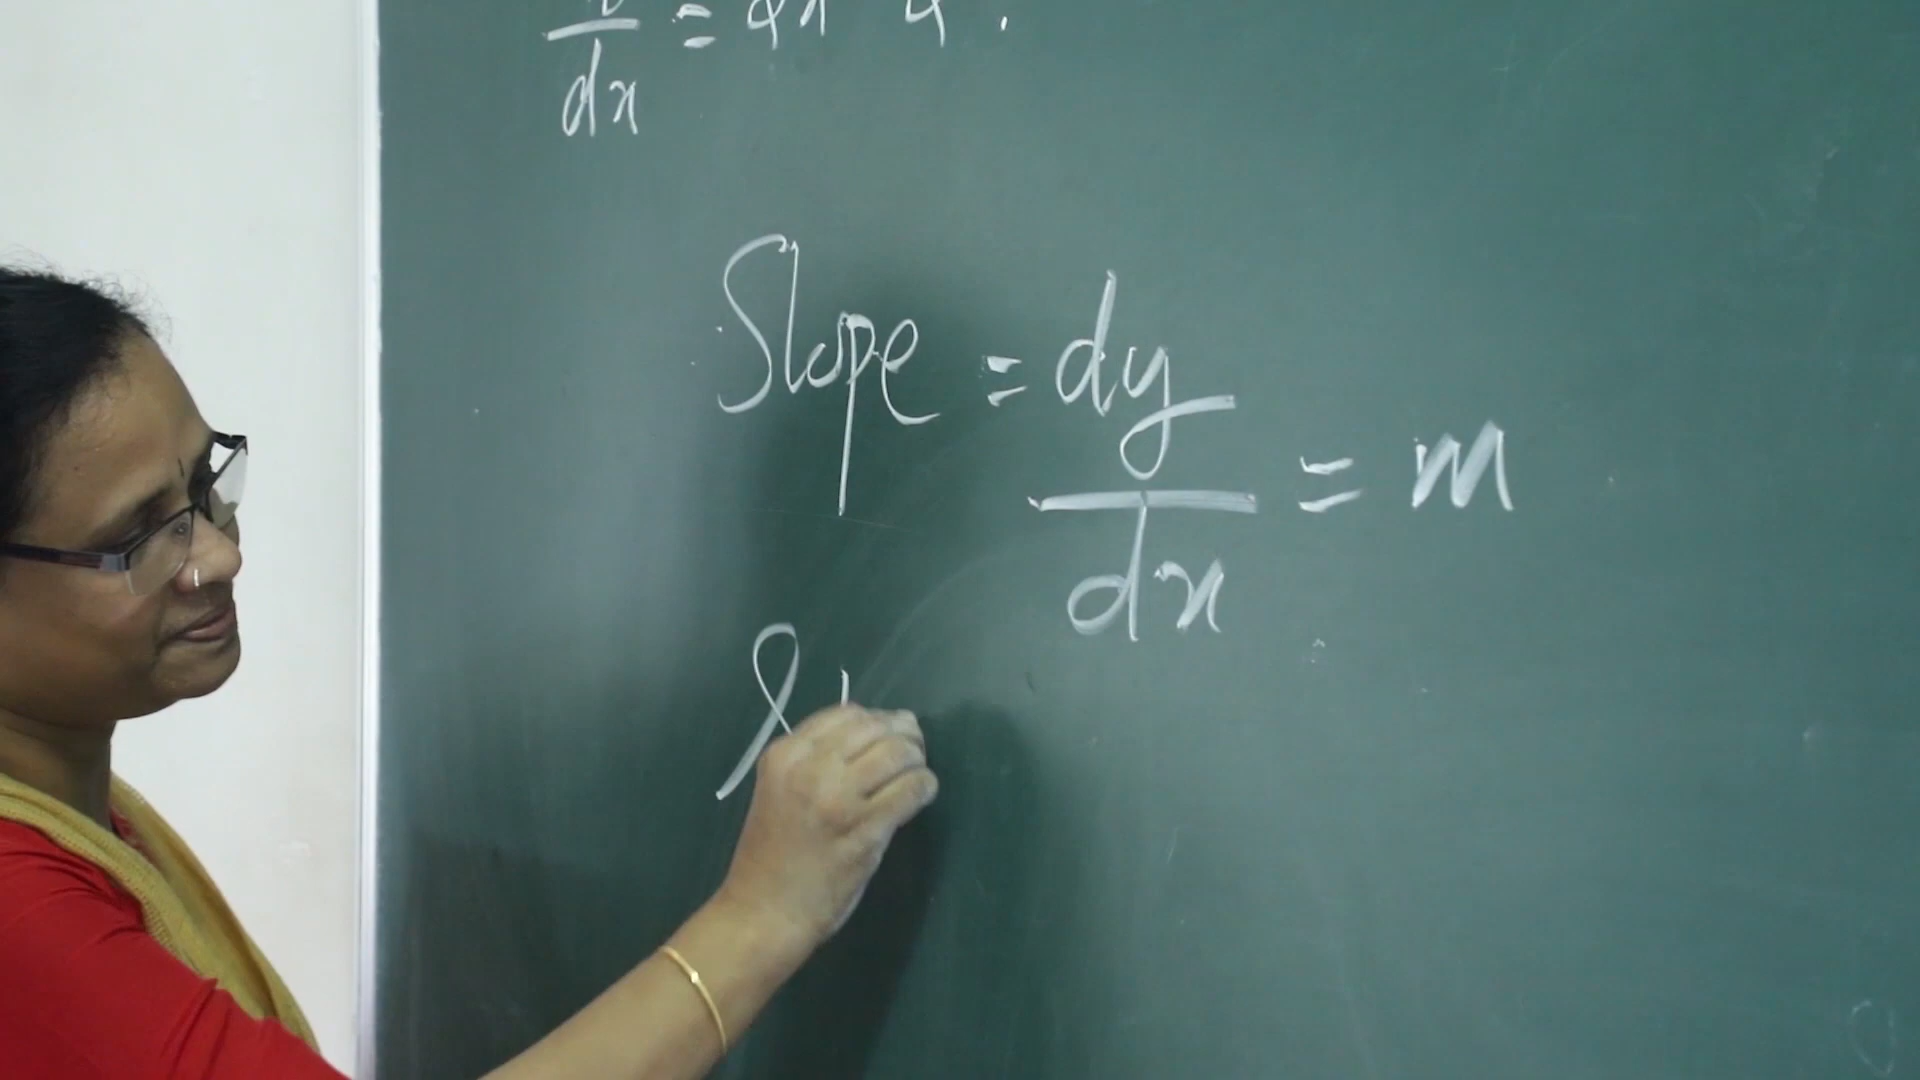 dx
Slope = dy/dx = m